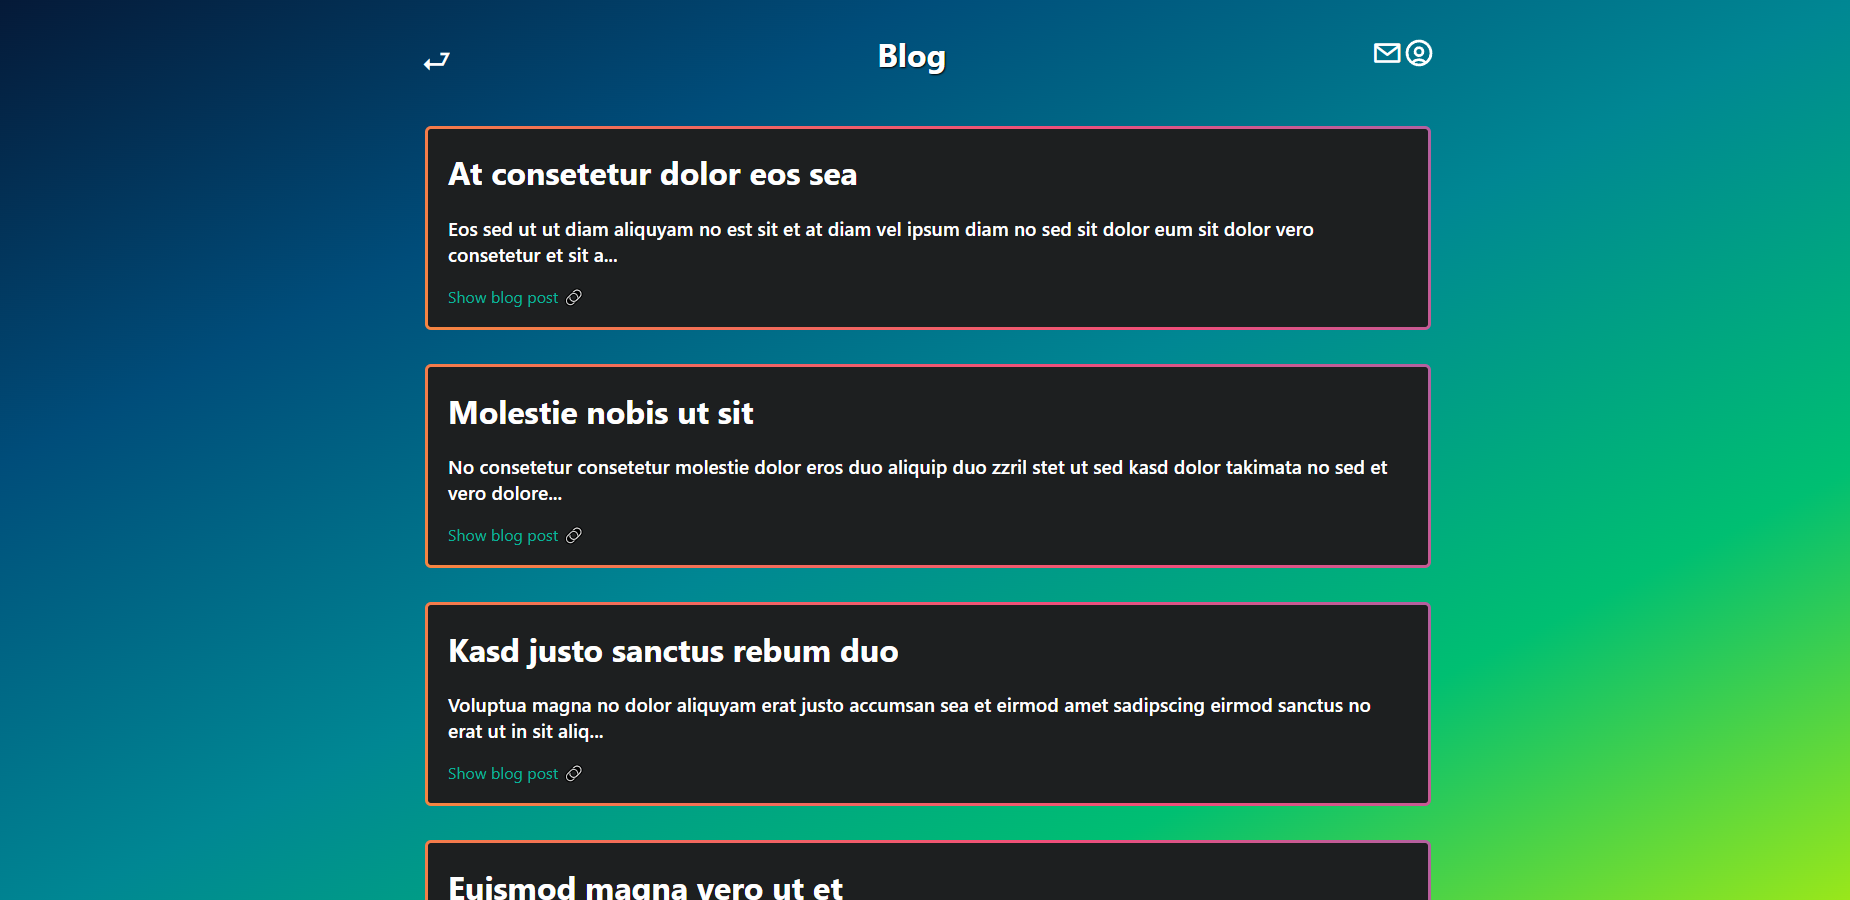 Blog
At consetetur dolor eos sea
Eos sed ut ut diam aliquyam no est sit et at diam vel ipsum diam no sed sit dolor eum sit dolor vero
consetetur et sit a...
Show blog post
Molestie nobis ut sit
No consetetur consetetur molestie dolor eros duo aliquip duo zzril stet ut sed kasd dolor takimata no sed et
vero dolore...
Show blog post
Kasd justo sanctus rebum duo
Voluptua magna no dolor aliquyam erat justo accumsan sea et eirmod amet sadipscing eirmod sanctus no
erat ut in sit aliq...
Show blog post
Euismod magna vero ut et